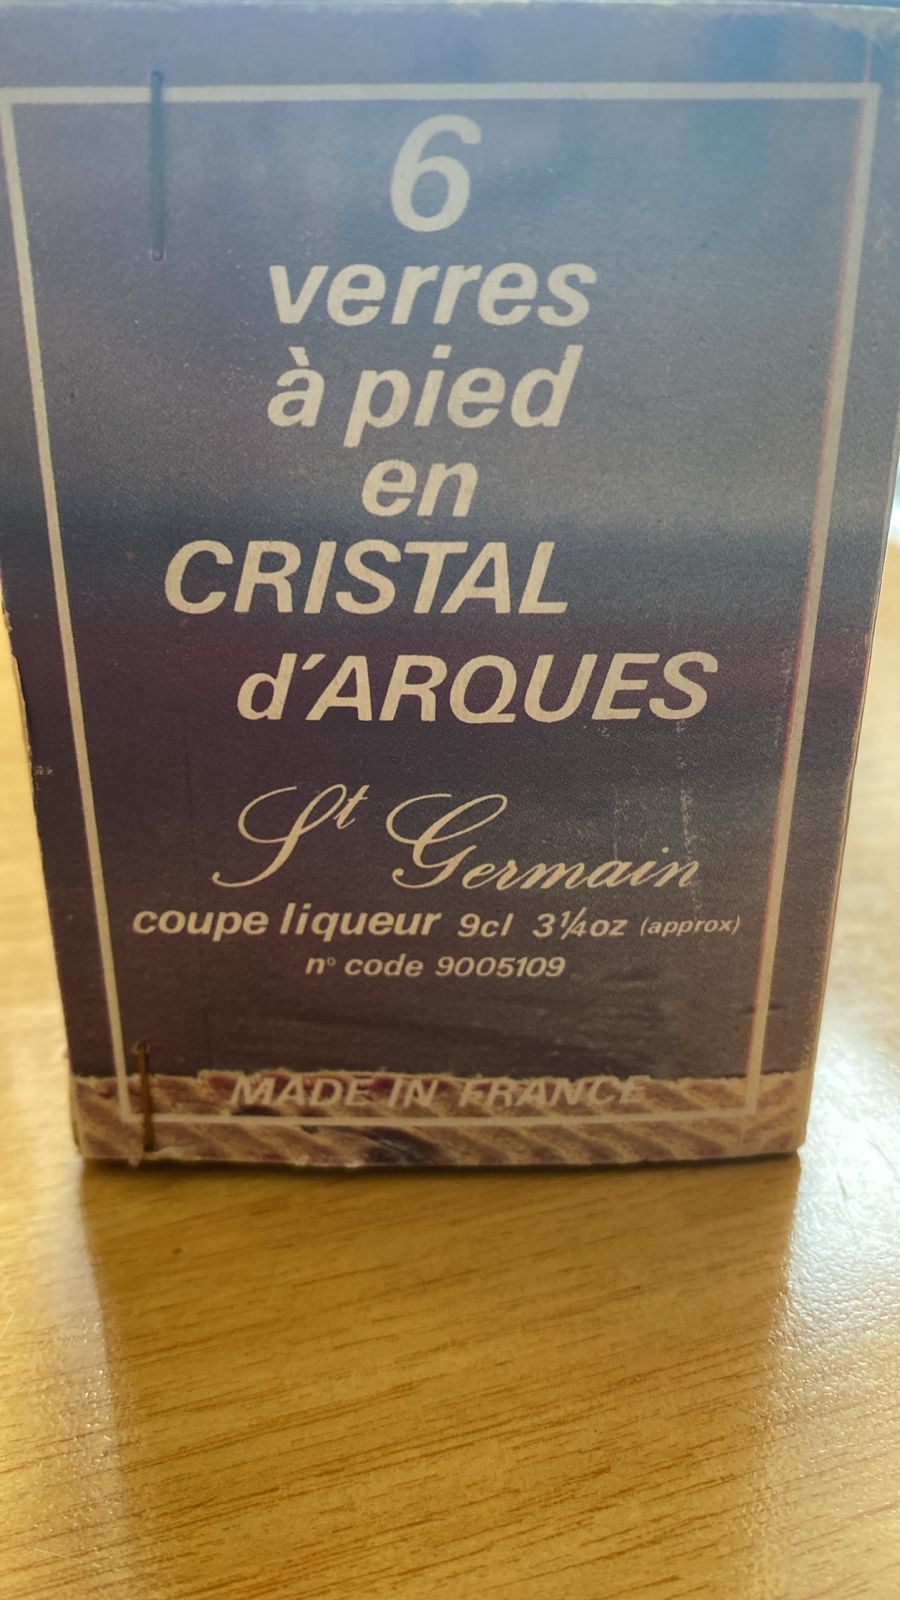 6
verres
à pied
en
CRISTAL
d'ARQUES
St Germain
coupe liqueur 9cl 3¼oz (approx)
nº code 9005109
MADE IN FRANCE